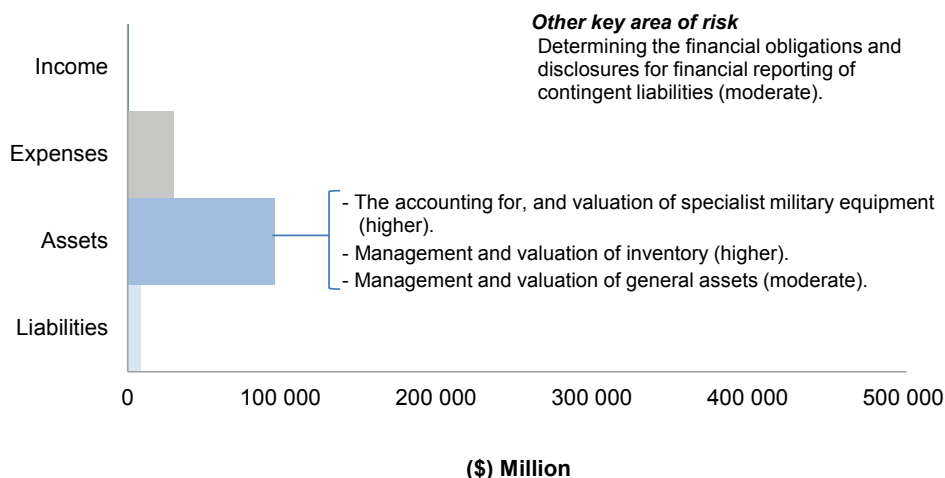 Other key area of risk
Determining the financial obligations and
disclosures for financial reporting of
contingent liabilities (moderate).
Income
Expenses
Assets
- The accounting for, and valuation of specialist military equipment
(higher).
- Management and valuation of inventory (higher).
- Management and valuation of general assets (moderate).
Liabilities
0 100 000 200 000 300 000 400 000 500 000
($) Million